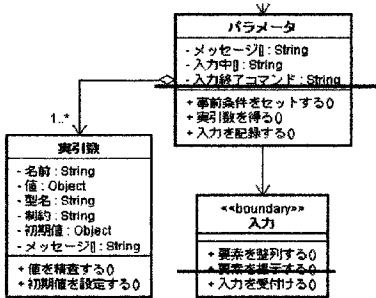 パラメータ
- メッセージ[] : String
- 入力中[] : String
- 入力終了コマンド : String
+ 事前条件をセットする()
+ 実引数を得る()
+ 入力を記録する()
1..*
実引数
- 名前 : String
- 値 : Object
- 型名 : String
- 制約 : String
- 初期値 : Object
- メッセージ[] : String
+ 値を精査する()
+ 初期値を設定する()
<<boundary>>
入力
+ 要素を整列する()
+ 要素を提示する()
+ 入力を受付ける()